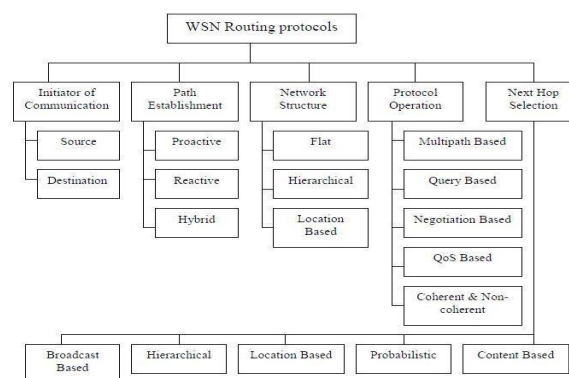 WSN Routing protocols
Initiator of
Communication
Path
Establishment
Network
Structure
Protocol
Operation
Next Hop
Selection
Source
Destination
Proactive
Reactive
Hybrid
Flat
Hierarchical
Location
Based
Multipath Based
Query Based
Negotiation Based
QoS Based
Coherent & Non-
coherent
Broadcast
Based
Hierarchical
Location Based
Probabilistic
Content Based